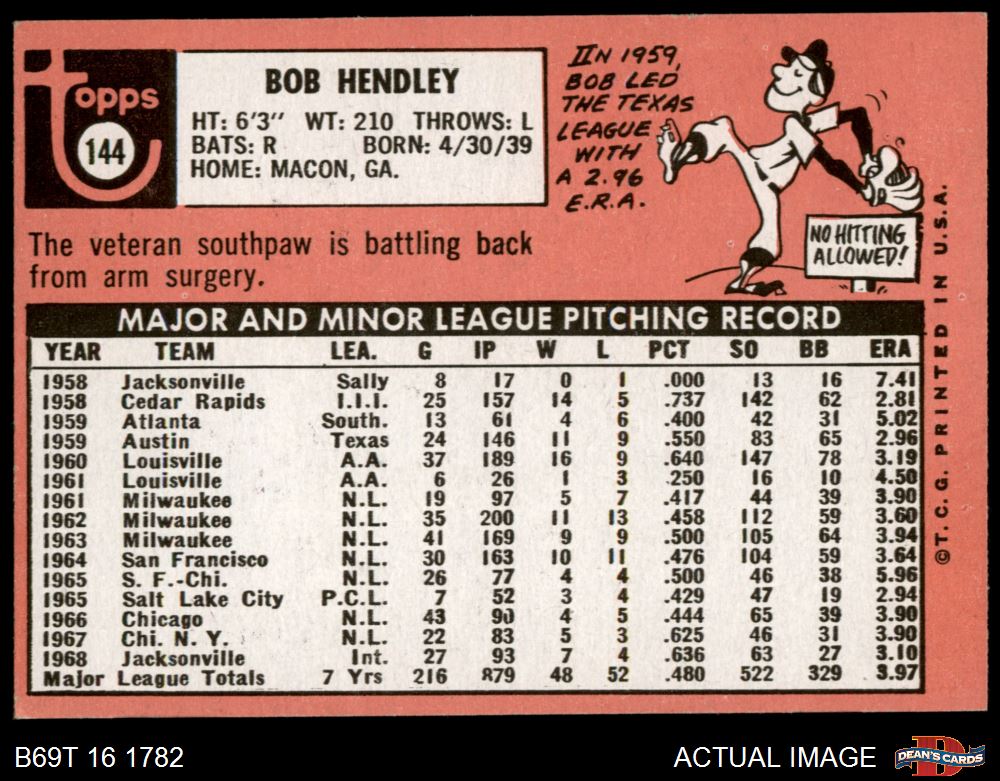 topps
144
BOB HENDLEY
HT: 6'3" WT: 210 THROWS: L
BATS: R BORN: 4/30/39
HOME: MACON, GA.
IN 1959,
BOB LED
THE TEXAS
LEAGUE
WITH
A 2.96
E.R.A.
NO HITTING
ALLOWED!
The veteran southpaw is battling back
from arm surgery.
MAJOR AND MINOR LEAGUE PITCHING RECORD
YEAR TEAM LEA. G IP W L PCT SO BB ERA
1958 Jacksonville Sally 8 17 0 1 .000 13 16 7.41
1958 Cedar Rapids I.I.I. 25 157 14 5 .737 142 62 2.81
1959 Atlanta South. 13 61 4 6 .400 42 31 5.02
1959 Austin Texas 24 146 11 9 .550 83 65 2.96
1960 Louisville A.A. 37 189 16 9 .640 147 78 3.19
1961 Louisville A.A. 6 26 1 3 .250 16 10 4.50
1961 Milwaukee N.L. 19 97 5 7 .417 44 39 3.90
1962 Milwaukee N.L. 35 200 11 13 .458 112 59 3.60
1963 Milwaukee N.L. 41 169 9 9 .500 105 64 3.94
1964 San Francisco N.L. 30 163 10 11 .476 104 59 3.64
1965 S. F.-Chi. N.L. 26 77 4 4 .500 46 38 5.96
1965 Salt Lake City P.C.L. 7 52 3 4 .429 47 19 2.94
1966 Chicago N.L. 43 90 4 5 .444 65 39 3.90
1967 Chi. N. Y. N.L. 22 83 5 3 .625 46 31 3.90
1968 Jacksonville Int. 27 93 7 4 .636 63 27 3.10
Major League Totals 7 Yrs 216 879 48 52 .480 522 329 3.97
©T.C.G. PRINTED IN U.S.A.
B69T 16 1782
ACTUAL IMAGE
D
DEAN'S CARDS